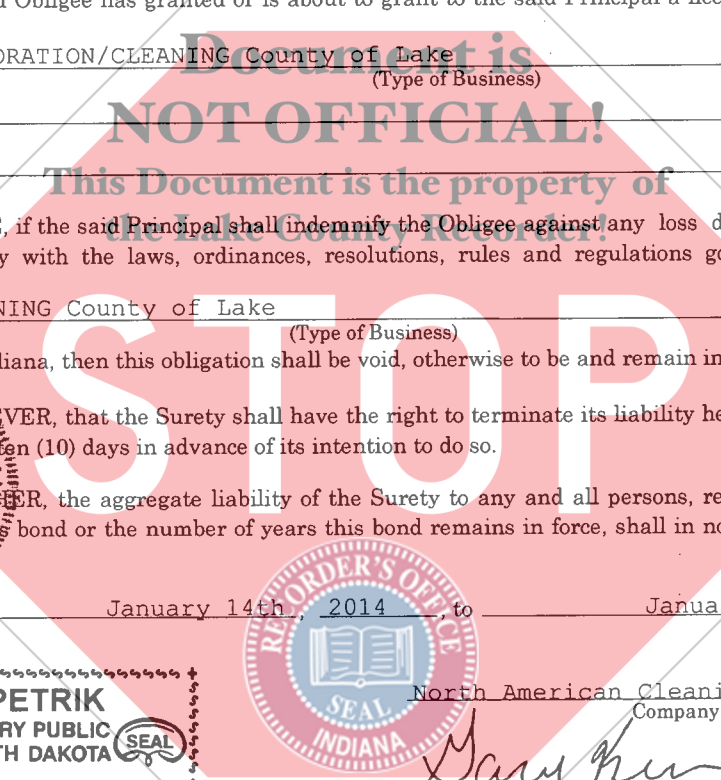 Obligee has granted or is about to grant to the said Principal a
ORATION/CLEANING County of Lake
(Type of Business)
Document is
NOT OFFICIAL!
This Document is the property of
the Lake County Recorder!
, if the said Principal shall indemnify the Obligee against any loss
with the laws, ordinances, resolutions, rules and regulations
NING County of Lake
(Type of Business)
diana, then this obligation shall be void, otherwise to be and remain in
STOP
VER, that the Surety shall have the right to terminate its liability
ten (10) days in advance of its intention to do so.
HER, the aggregate liability of the Surety to any and all persons,
bond or the number of years this bond remains in force, shall in
January 14th, 2014, to Janua
RECORDER'S OFFICE
SEAL
INDIANA
PETRIK
RY PUBLIC
TH DAKOTA
SEAL
North American Cleani
Company
Gary